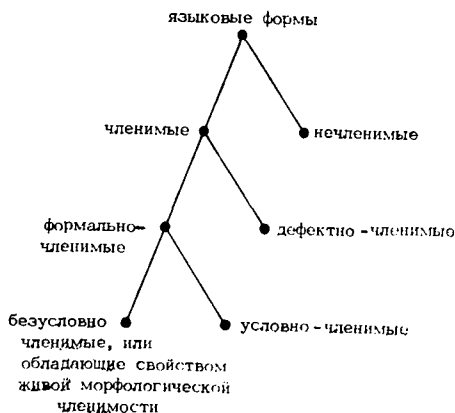 языковые формы
членимые
нечленимые
формально-
членимые
дефектно-членимые
безусловно
членимые, или
обладающие свойством
живой морфологической
членимости
условно-членимые